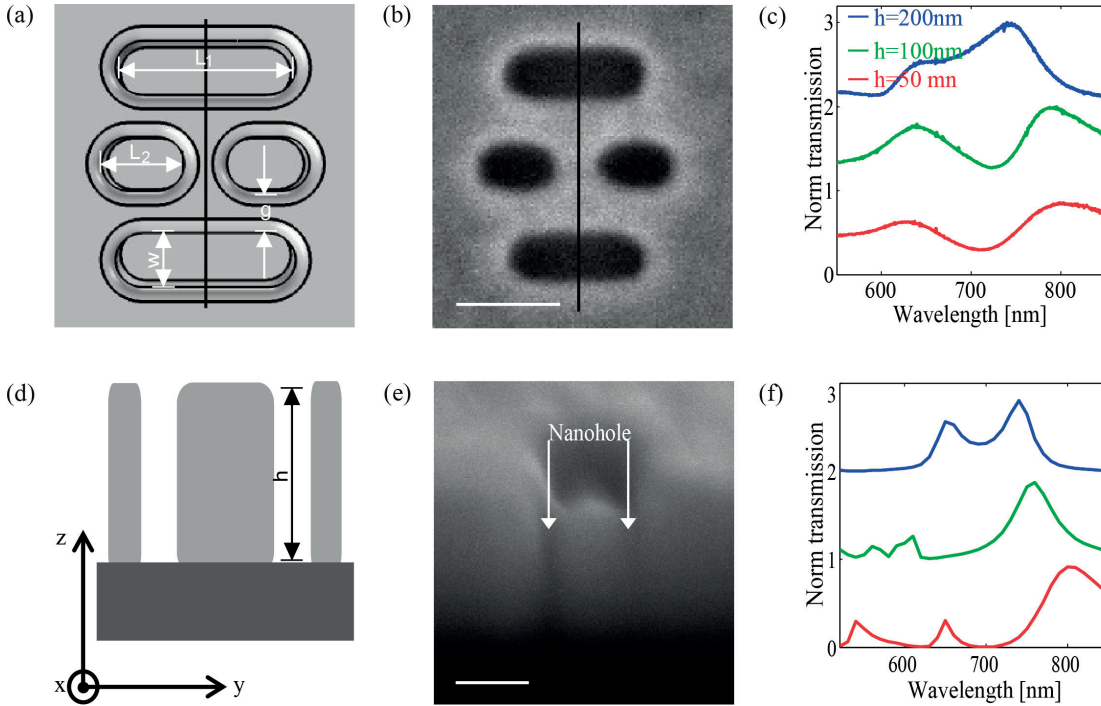 (a)
L1
L2
g
w
(b)
(c)
Norm transmission
3
2
1
0
h=200nm
h=100nm
h=50 mn
600
700
800
Wavelength [nm]
(d)
h
z
x
y
(e)
Nanohole
(f)
Norm transmission
3
2
1
0
600
700
800
Wavelength [nm]